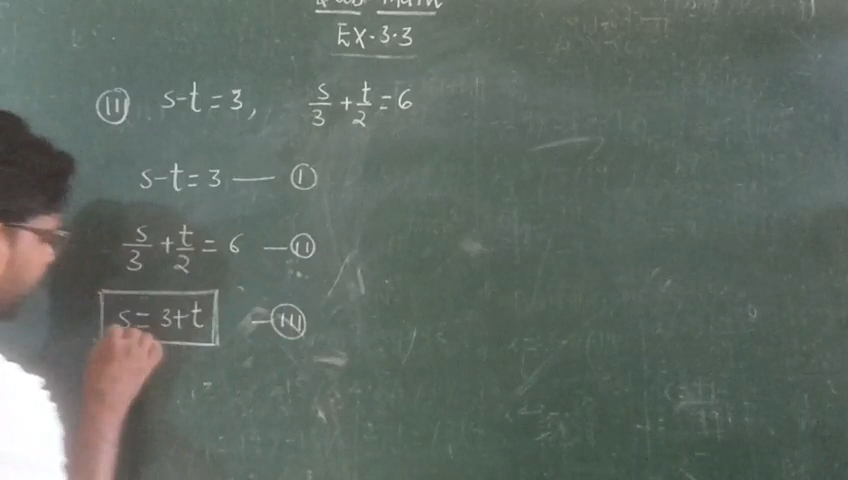 Ex.3.3
(ii) s-t=3, s/3+t/2=6
s-t=3 — (i)
s/3+t/2=6 — (ii)
s=3+t — (iii)